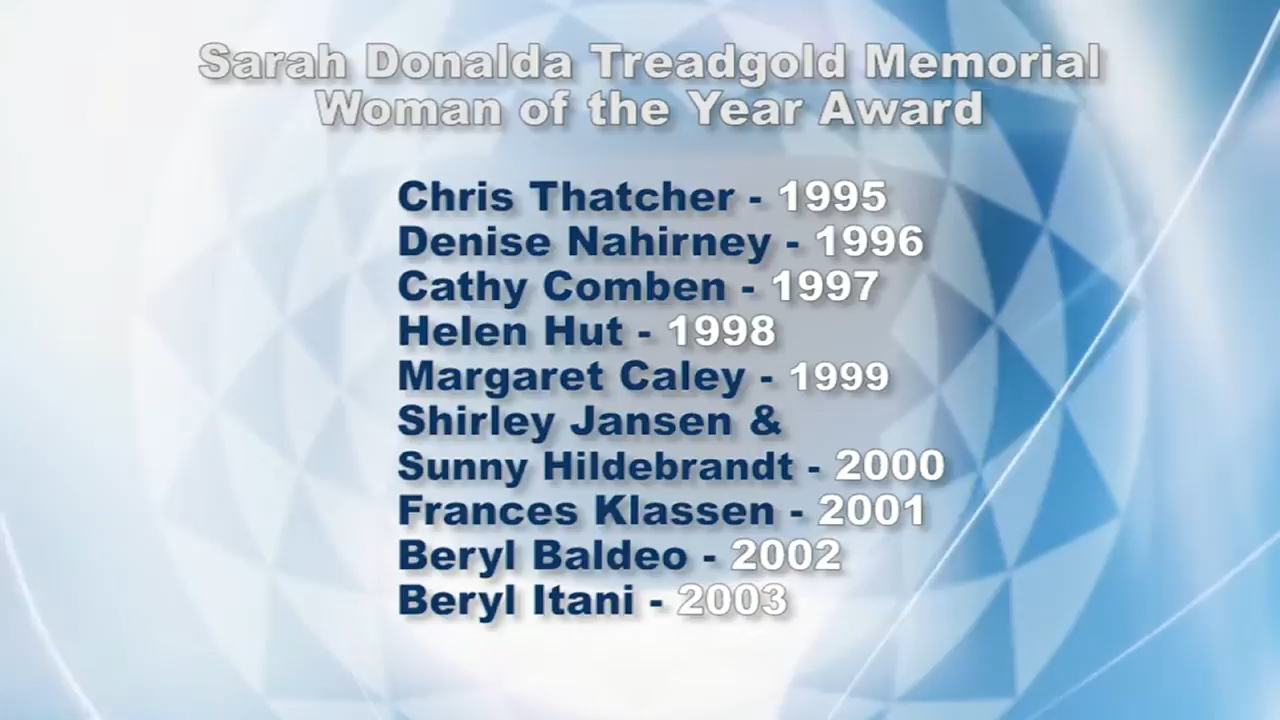 Sarah Donalda Treadgold Memorial
Woman of the Year Award
Chris Thatcher - 1995
Denise Nahirney - 1996
Cathy Comben - 1997
Helen Hut - 1998
Margaret Caley - 1999
Shirley Jansen &
Sunny Hildebrandt - 2000
Frances Klassen - 2001
Beryl Baldeo - 2002
Beryl Itani - 2003